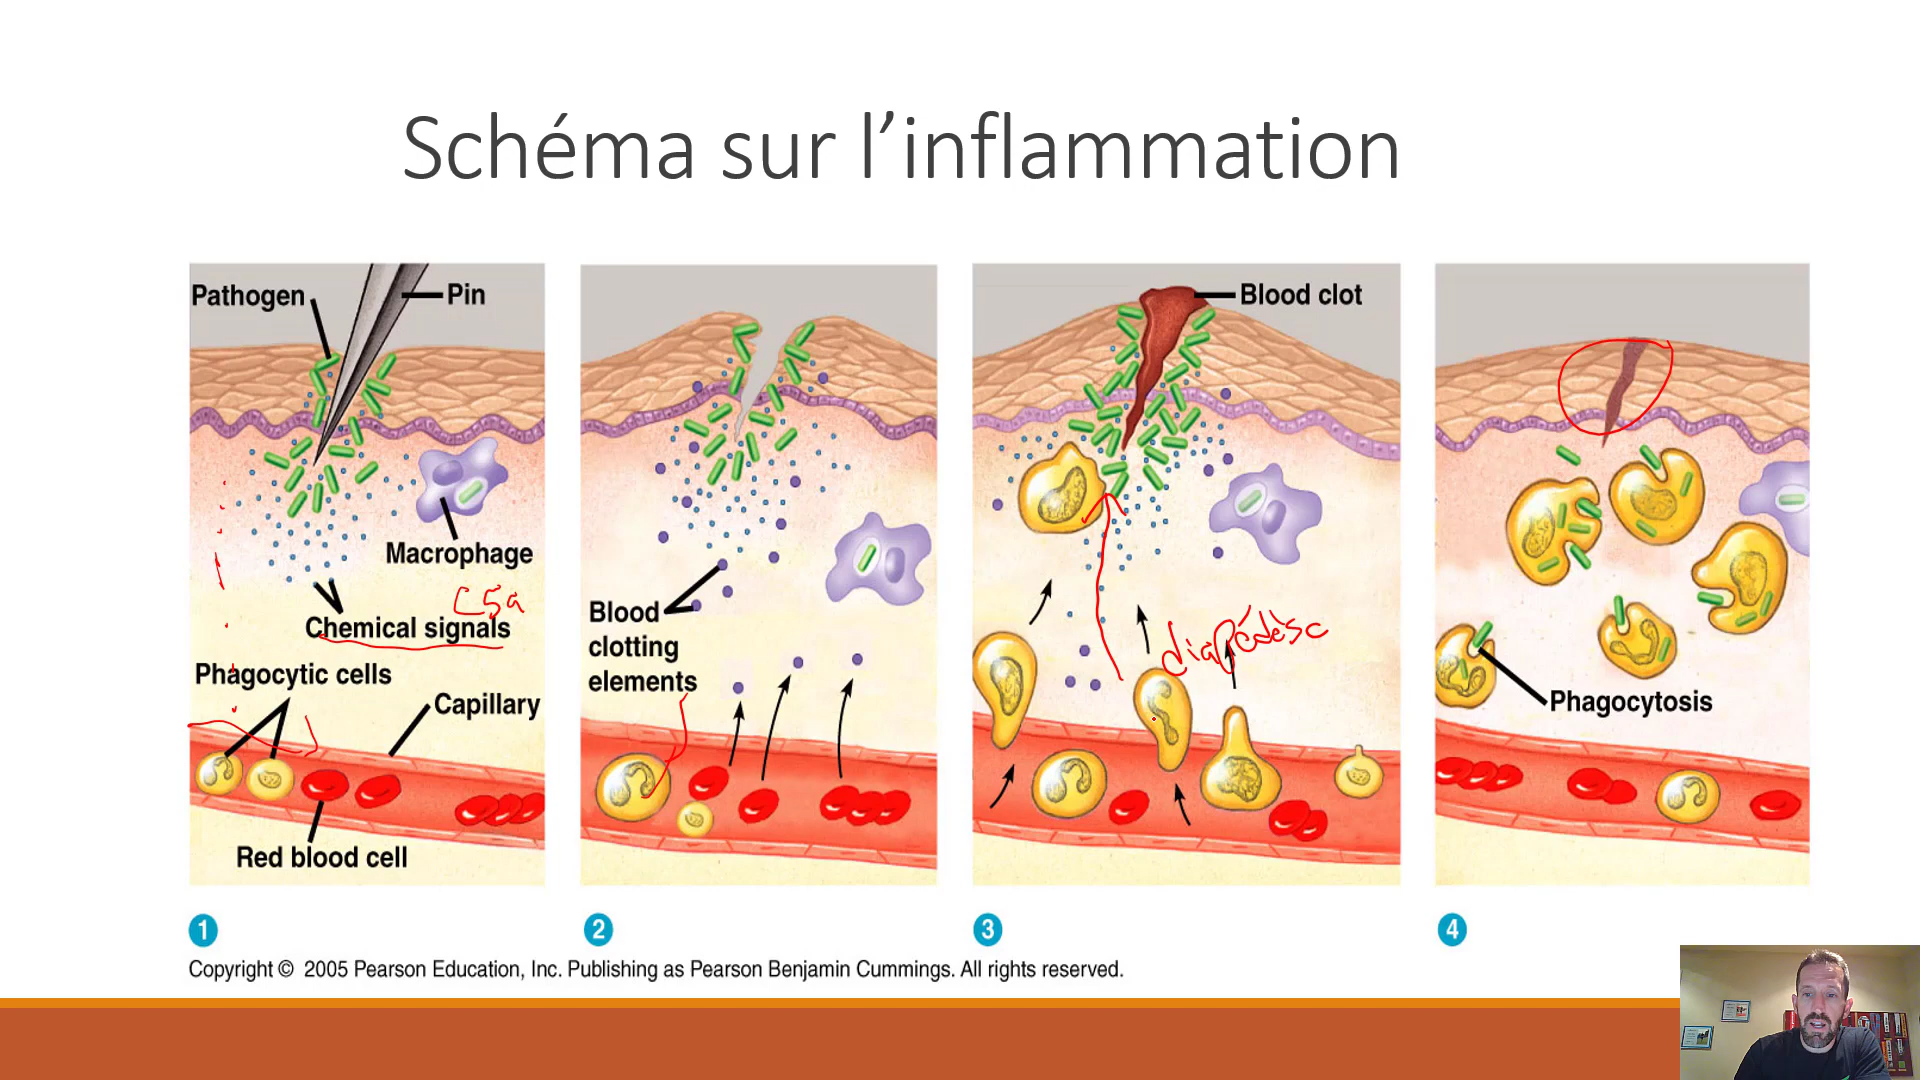 Schéma sur l’inflammation
Pathogen
Pin
Macrophage
C5a
Chemical signals
Phagocytic cells
Capillary
Red blood cell
1
Blood
clotting
elements
2
Blood clot
diapédèse
3
Phagocytosis
4
Copyright © 2005 Pearson Education, Inc. Publishing as Pearson Benjamin Cummings. All rights reserved.